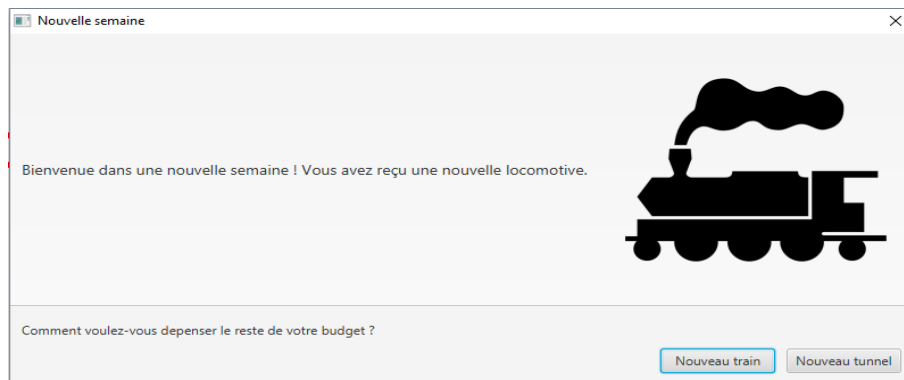 Nouvelle semaine
Bienvenue dans une nouvelle semaine ! Vous avez reçu une nouvelle locomotive.
Comment voulez-vous depenser le reste de votre budget ?
Nouveau train Nouveau tunnel